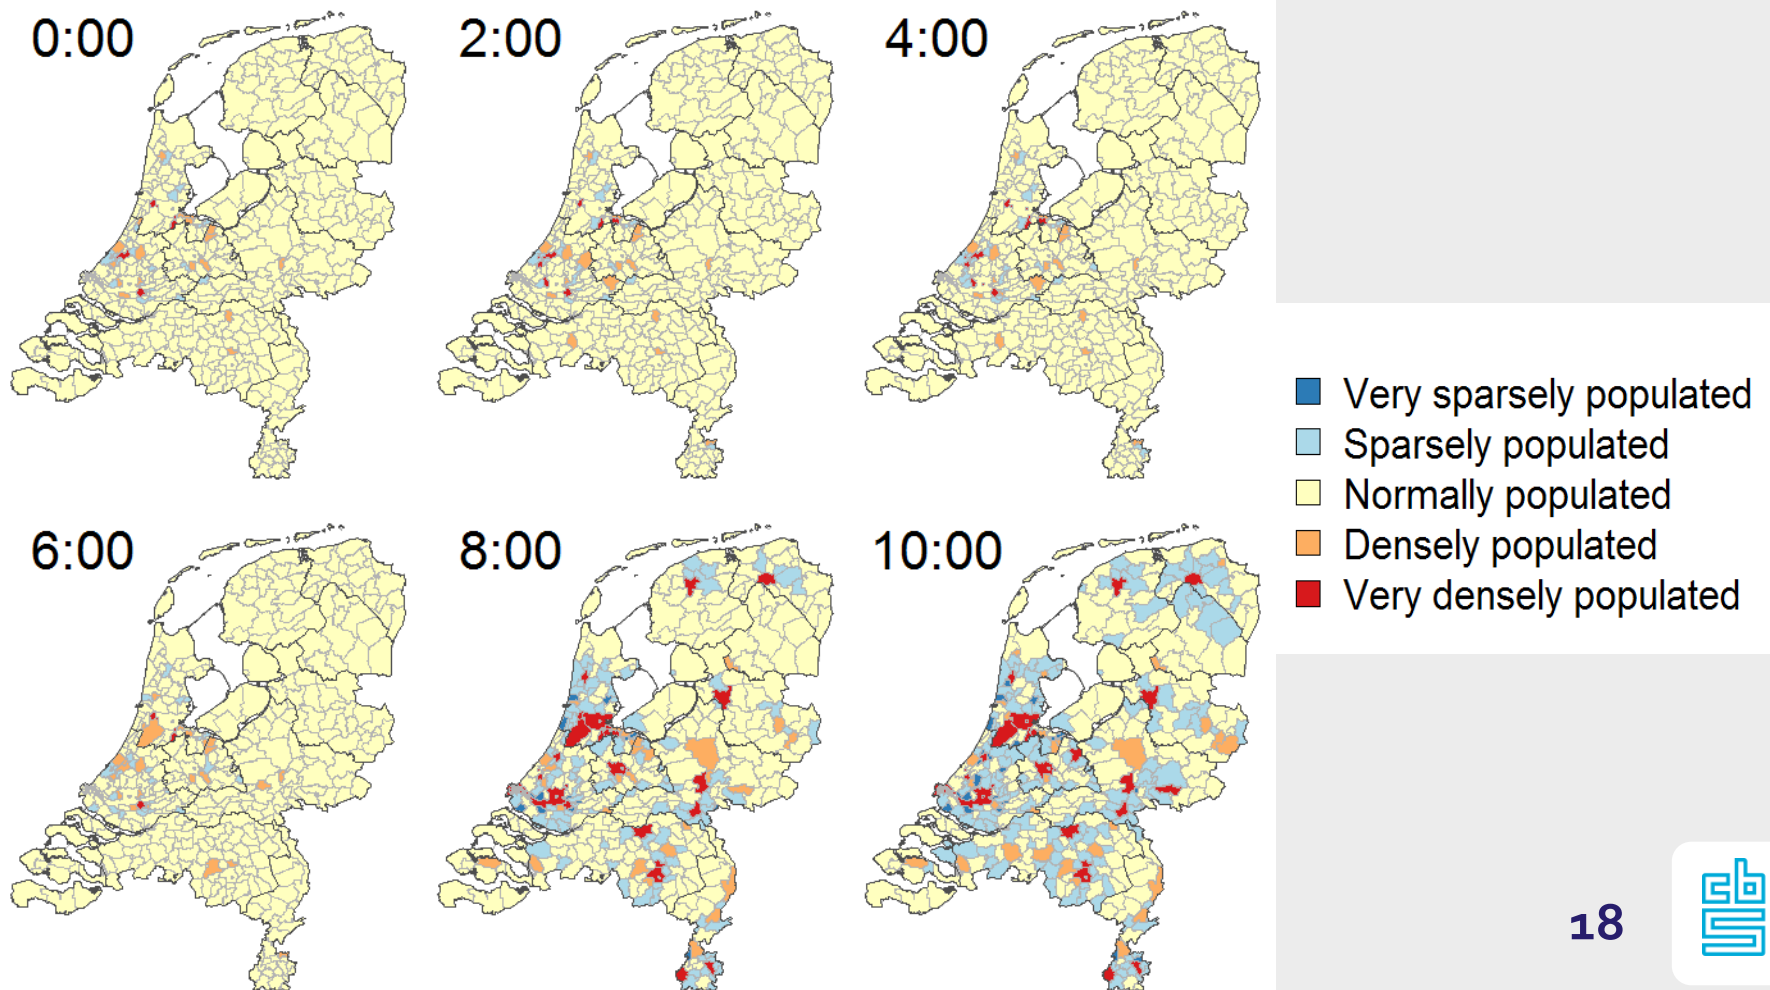 0:00
2:00
4:00
6:00
8:00
10:00
Very sparsely populated
Sparsely populated
Normally populated
Densely populated
Very densely populated
18
cbs